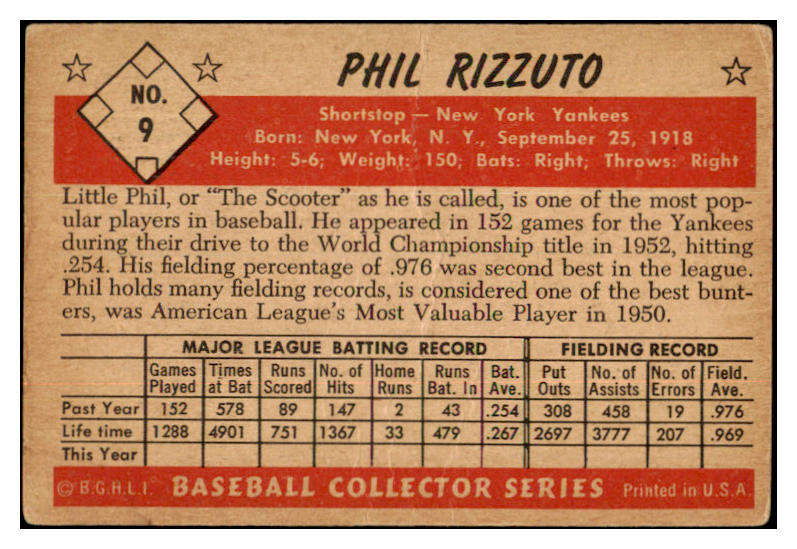 PHIL RIZZUTO
NO.
9
Shortstop — New York Yankees
Born: New York, N. Y., September 25, 1918
Height: 5-6; Weight: 150; Bats: Right; Throws: Right
Little Phil, or "The Scooter" as he is called, is one of the most pop-
ular players in baseball. He appeared in 152 games for the Yankees
during their drive to the World Championship title in 1952, hitting
.254. His fielding percentage of .976 was second best in the league.
Phil holds many fielding records, is considered one of the best bunt-
ers, was American League's Most Valuable Player in 1950.
MAJOR LEAGUE BATTING RECORD FIELDING RECORD
Games Times Runs No. of Home Runs Bat. Put No. of No. of Field.
Played at Bat Scored Hits Runs Bat. In Ave. Outs Assists Errors Ave.
Past Year 152 578 89 147 2 43 .254 308 458 19 .976
Life time 1288 4901 751 1367 33 479 .267 2697 3777 207 .969
This Year
© B.G.H.L.I. BASEBALL COLLECTOR SERIES Printed in U.S.A.